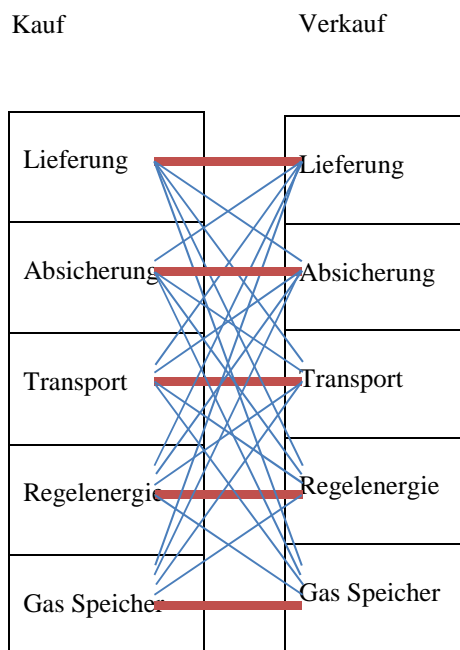 Kauf
Verkauf
Lieferung
Lieferung
Absicherung
Absicherung
Transport
Transport
Regelenergie
Regelenergie
Gas Speicher
Gas Speicher